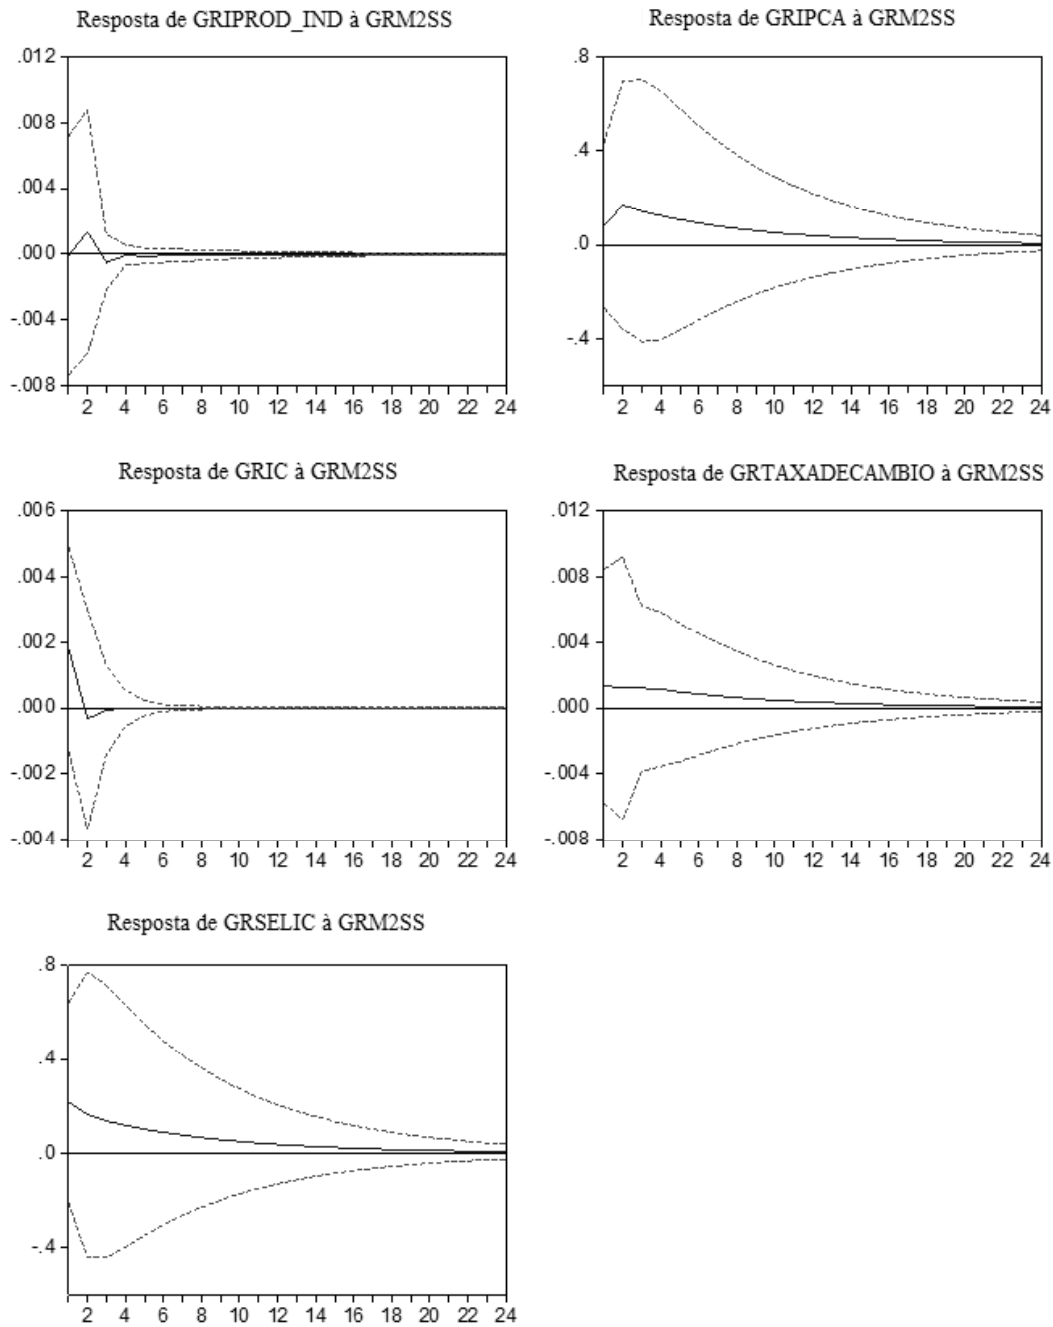 Resposta de GRIPROD_IND à GRM2SS
.012
.008
.004
.000
-.004
-.008
2 4 6 8 10 12 14 16 18 20 22 24
Resposta de GRIPCA à GRM2SS
.8
.4
.0
-.4
2 4 6 8 10 12 14 16 18 20 22 24
Resposta de GRIC à GRM2SS
.006
.004
.002
.000
-.002
-.004
2 4 6 8 10 12 14 16 18 20 22 24
Resposta de GRTAXADECAMBIO à GRM2SS
.012
.008
.004
.000
-.004
-.008
2 4 6 8 10 12 14 16 18 20 22 24
Resposta de GRSELIC à GRM2SS
.8
.4
.0
-.4
2 4 6 8 10 12 14 16 18 20 22 24